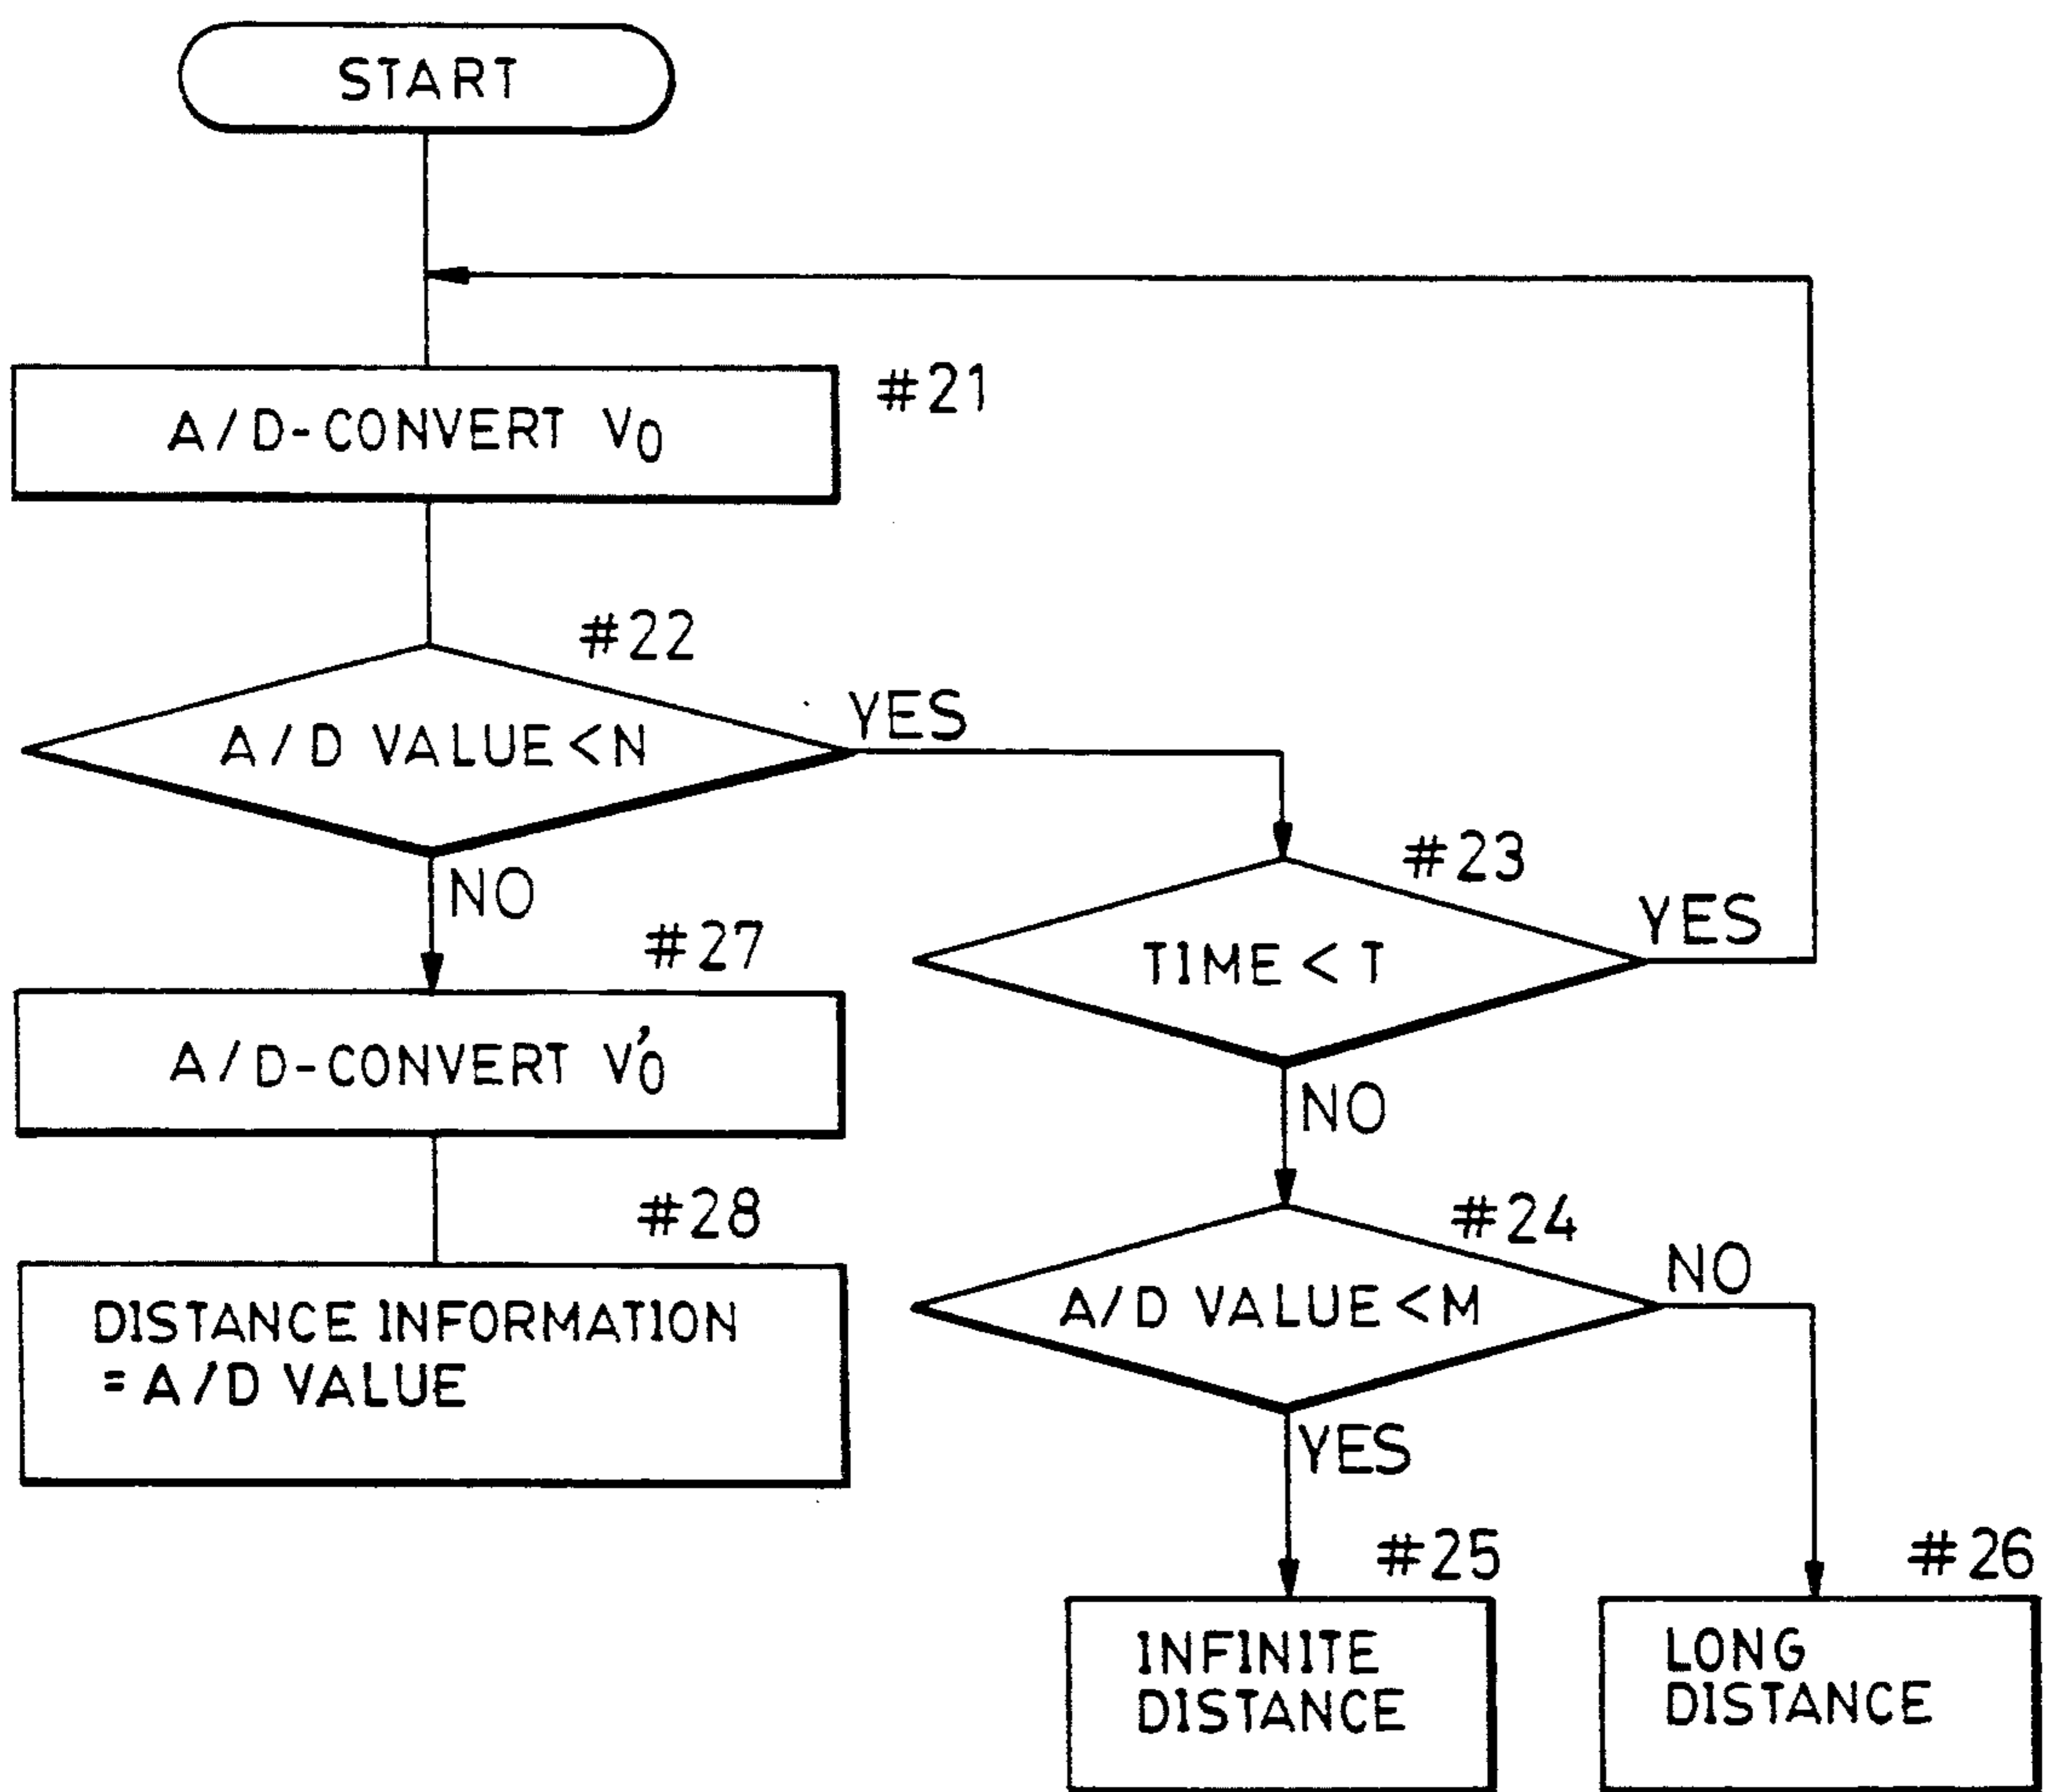 START
A/D-CONVERT V0
#21
#22
A/D VALUE<N
YES
NO
#23
TIME<T
YES
NO
#27
A/D-CONVERT V'0
#28
DISTANCE INFORMATION
=A/D VALUE
#24
A/D VALUE<M
NO
YES
#25
INFINITE
DISTANCE
#26
LONG
DISTANCE